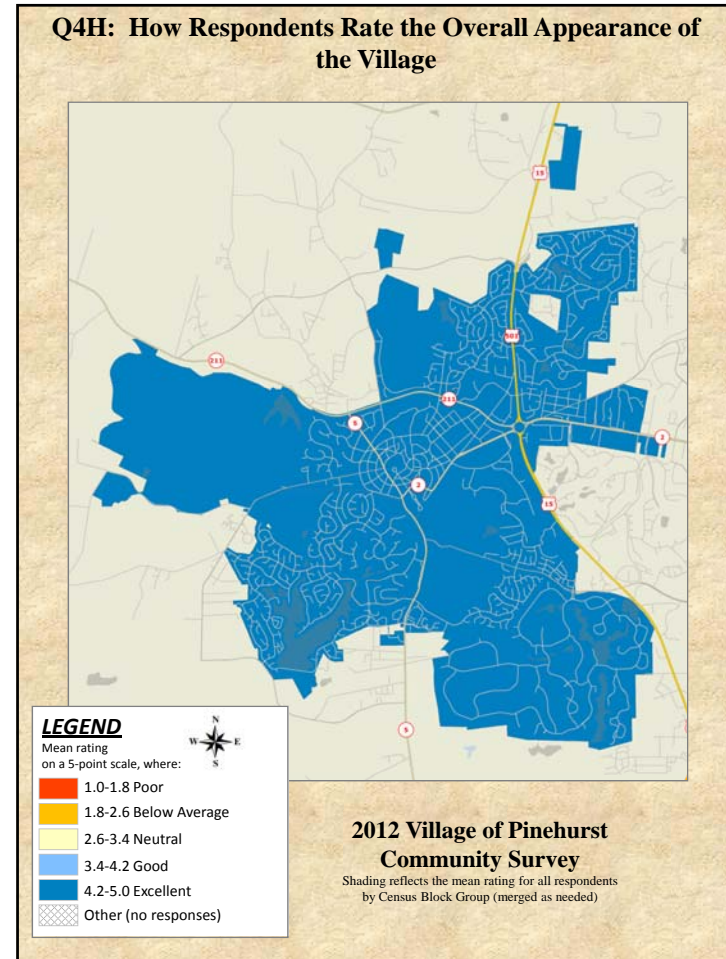 Q4H: How Respondents Rate the Overall Appearance of
the Village
15
501
211
211
5
2
2
15
5
LEGEND
Mean rating
on a 5-point scale, where:
N
W E
S
1.0-1.8 Poor
1.8-2.6 Below Average
2.6-3.4 Neutral
3.4-4.2 Good
4.2-5.0 Excellent
Other (no responses)
2012 Village of Pinehurst
Community Survey
Shading reflects the mean rating for all respondents
by Census Block Group (merged as needed)